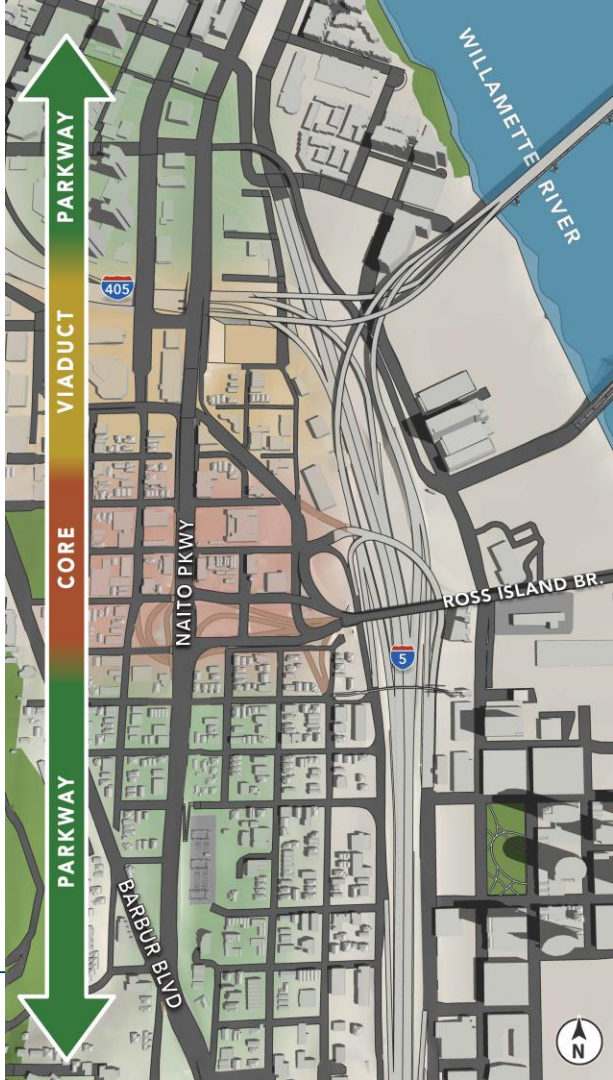 PARKWAY
VIADUCT
CORE
PARKWAY
WILLAMETTE RIVER
405
NAITO PKWY
ROSS ISLAND BR.
5
BARBUR BLVD
N